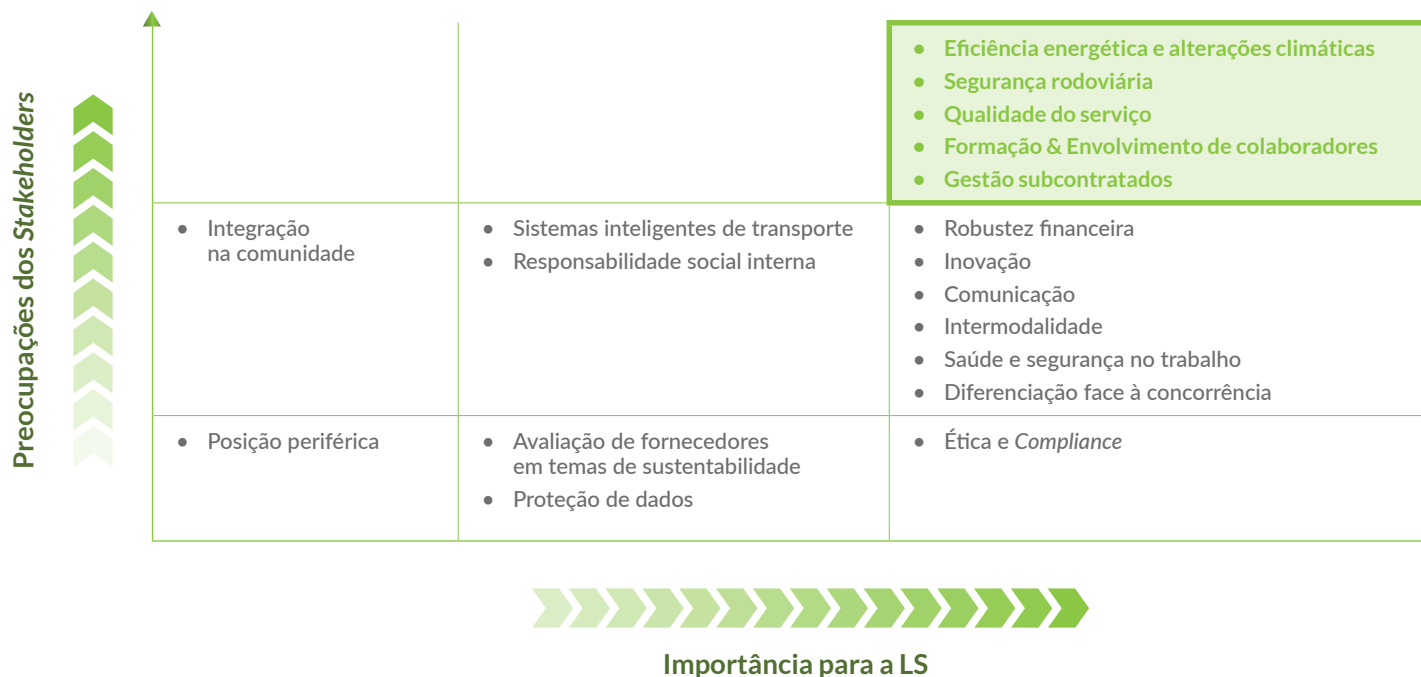 Preocupações dos Stakeholders
• Eficiência energética e alterações climáticas
• Segurança rodoviária
• Qualidade do serviço
• Formação & Envolvimento de colaboradores
• Gestão subcontratados
• Integração
na comunidade
• Sistemas inteligentes de transporte
• Responsabilidade social interna
• Robustez financeira
• Inovação
• Comunicação
• Intermodalidade
• Saúde e segurança no trabalho
• Diferenciação face à concorrência
• Posição periférica
• Avaliação de fornecedores
em temas de sustentabilidade
• Proteção de dados
• Ética e Compliance
Importância para a LS